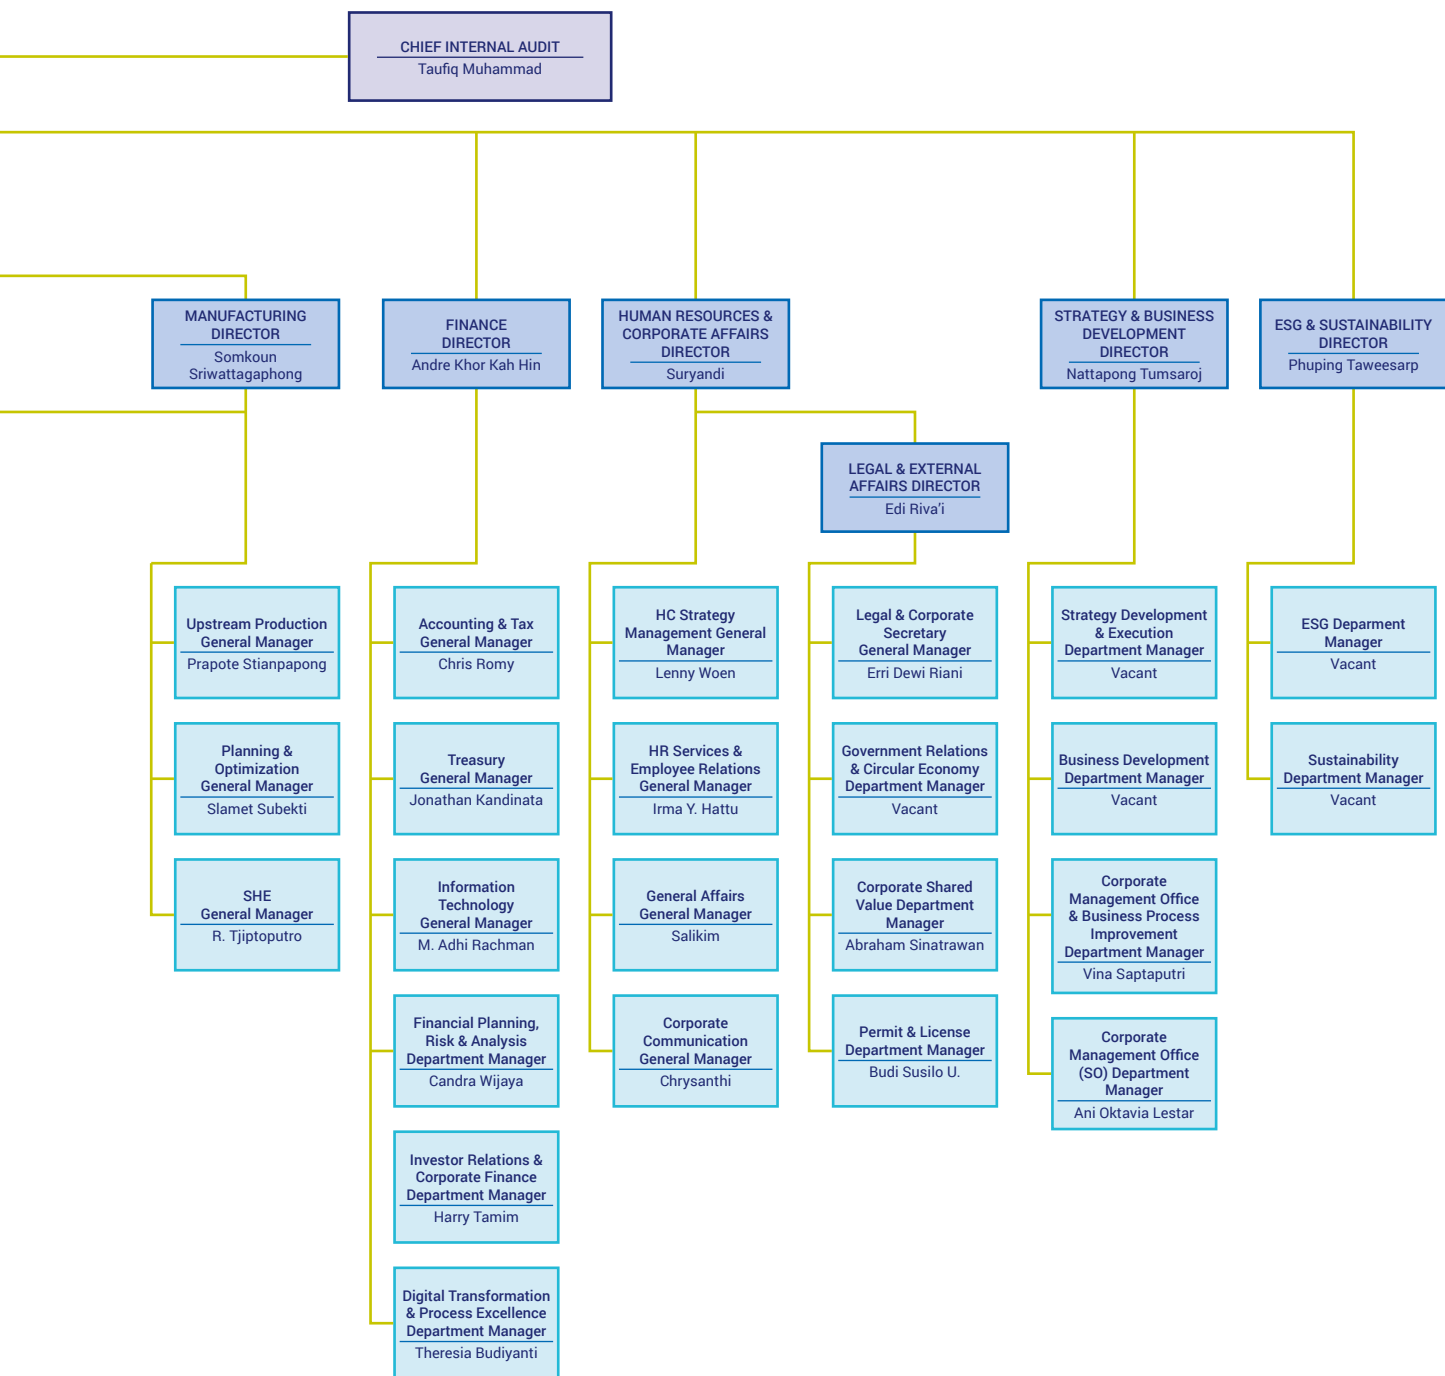 CHIEF INTERNAL AUDIT
Taufiq Muhammad
MANUFACTURING
DIRECTOR
Somkoun
Sriwattagaphong
FINANCE
DIRECTOR
Andre Khor Kah Hin
HUMAN RESOURCES &
CORPORATE AFFAIRS
DIRECTOR
Suryandi
STRATEGY & BUSINESS
DEVELOPMENT
DIRECTOR
Nattapong Tumsaroj
ESG & SUSTAINABILITY
DIRECTOR
Phuping Taweesarp
LEGAL & EXTERNAL
AFFAIRS DIRECTOR
Edi Riva'i
Upstream Production
General Manager
Prapote Stianpapong
Planning &
Optimization
General Manager
Slamet Subekti
SHE
General Manager
R. Tjiptoputro
Accounting & Tax
General Manager
Chris Romy
Treasury
General Manager
Jonathan Kandinata
Information
Technology
General Manager
M. Adhi Rachman
Financial Planning,
Risk & Analysis
Department Manager
Candra Wijaya
Investor Relations &
Corporate Finance
Department Manager
Harry Tamim
Digital Transformation
& Process Excellence
Department Manager
Theresia Budiyanti
HC Strategy
Management General
Manager
Lenny Woen
HR Services &
Employee Relations
General Manager
Irma Y. Hattu
General Affairs
General Manager
Salikim
Corporate
Communication
General Manager
Chrysanthi
Legal & Corporate
Secretary
General Manager
Erri Dewi Riani
Government Relations
& Circular Economy
Department Manager
Vacant
Corporate Shared
Value Department
Manager
Abraham Sinatrawan
Permit & License
Department Manager
Budi Susilo U.
Strategy Development
& Execution
Department Manager
Vacant
Business Development
Department Manager
Vacant
Corporate
Management Office
& Business Process
Improvement
Department Manager
Vina Saptaputri
Corporate
Management Office
(SO) Department
Manager
Ani Oktavia Lestar
ESG Deparment
Manager
Vacant
Sustainability
Department Manager
Vacant